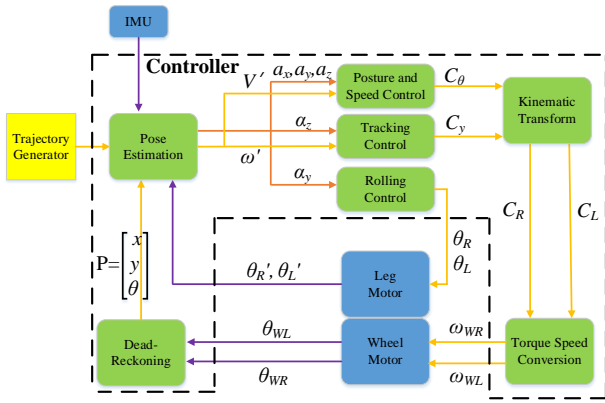 IMU
Controller
V′
a_x,a_y,a_z
Posture and
Speed Control
C_θ
Kinematic
Transform
Trajectory
Generator
Pose
Estimation
α_z
Tracking
Control
C_y
ω′
α_y
Rolling
Control
C_R
C_L
θ_R
θ_L
P=[x
y
θ]
θ_R′, θ_L′
Leg
Motor
Dead-
Reckoning
θ_WL
Wheel
Motor
ω_WR
Torque Speed
Conversion
θ_WR
ω_WL